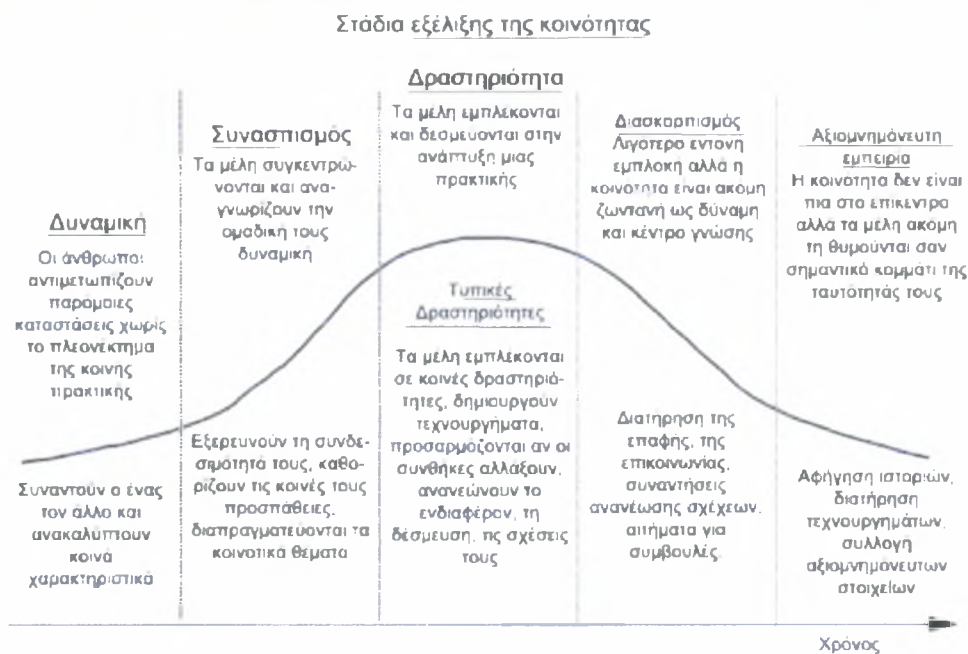 Στάδια εξέλιξης της κοινότητας
Δυναμική
Οι άνθρωποι
αντιμετωπίζουν
παρόμοιες
καταστάσεις χωρίς
το πλεονέκτημα
της κοινης
πρακτικής
Συναντούν ο ένας
τον άλλο και
ανακαλύπτουν
κοινά
χαρακτηριστικά
Συνασπισμός
Τα μέλη συγκεντρώ-
νονται και ανα-
γνωρίζουν την
ομαδική τους
δυναμική
Εξερευνούν τη συνδε-
σιμότητά τους, καθο-
ρίζουν τις κοινές τους
προσπάθειες,
διαπραγματεύονται τα
κοινοτικά θέματα
Δραστηριότητα
Τα μέλη εμπλέκονται
και δεσμεύονται στην
ανάπτυξη μιας
πρακτικής
Τυπικές
Δραστηριότητες
Τα μέλη εμπλέκονται
σε κοινές δραστηριό-
τητες, δημιουργούν
τεχνουργήματα,
προσαρμόζονται αν οι
συνθήκες αλλάξουν,
ανανεώνουν το
ενδιαφέρον, τη
δέσμευση, τις σχέσεις
τους
Διασκορπισμός
Λιγότερο εντονη
εμπλοκή αλλά η
κοινότητα είναι ακόμη
ζωντανή ως δύναμη
και κέντρο γνώσης
Διατήρηση της
επαφής, της
επικοινωνίας,
συναντήσεις
ανανέωσης σχέχεων,
αιτήματα για
συμβουλές.
Αξιομνημόνευτη
εμπειρία
Η κοινότητα δεν είναι
πια στο επικεντρο
αλλά τα μέλη ακόμη
τη θυμούνται σαν
σημαντικό κομμάτι της
ταυτότητάς τους
Αφήγηση ιστοριών,
διατήρηση
τεχνουργημάτων,
συλλογή
αξιομνημόνευτων
στοιχείων
Χρόνος